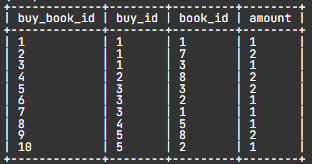 | buy_book_id | buy_id | book_id | amount |
| 1 | 1 | 1 | 1 |
| 2 | 1 | 7 | 2 |
| 3 | 1 | 3 | 1 |
| 4 | 2 | 8 | 2 |
| 5 | 3 | 3 | 2 |
| 6 | 3 | 2 | 1 |
| 7 | 3 | 1 | 1 |
| 8 | 4 | 5 | 1 |
| 9 | 5 | 8 | 2 |
| 10 | 5 | 2 | 1 |